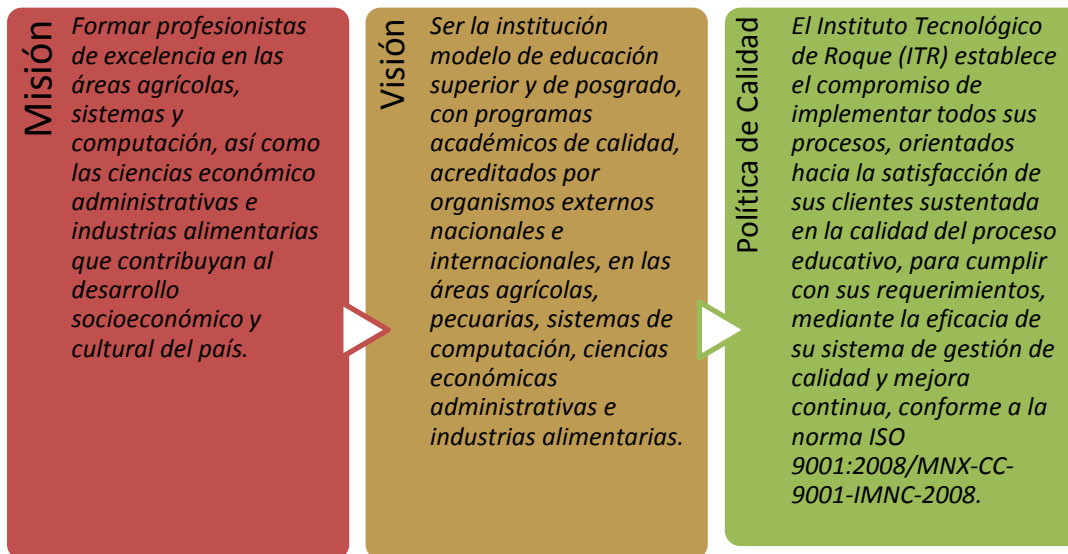 Misión
Formar profesionistas
de excelencia en las
áreas agrícolas,
sistemas y
computación, así como
las ciencias económico
administrativas e
industrias alimentarias
que contribuyan al
desarrollo
socioeconómico y
cultural del país.
Visión
Ser la institución
modelo de educación
superior y de posgrado,
con programas
académicos de calidad,
acreditados por
organismos externos
nacionales e
internacionales, en las
áreas agrícolas,
pecuarias, sistemas de
computación, ciencias
económicas
administrativas e
industrias alimentarias.
Política de Calidad
El Instituto Tecnológico
de Roque (ITR) establece
el compromiso de
implementar todos sus
procesos, orientados
hacia la satisfacción de
sus clientes sustentada
en la calidad del proceso
educativo, para cumplir
con sus requerimientos,
mediante la eficacia de
su sistema de gestión de
calidad y mejora
continua, conforme a la
norma ISO
9001:2008/MNX-CC-
9001-IMNC-2008.